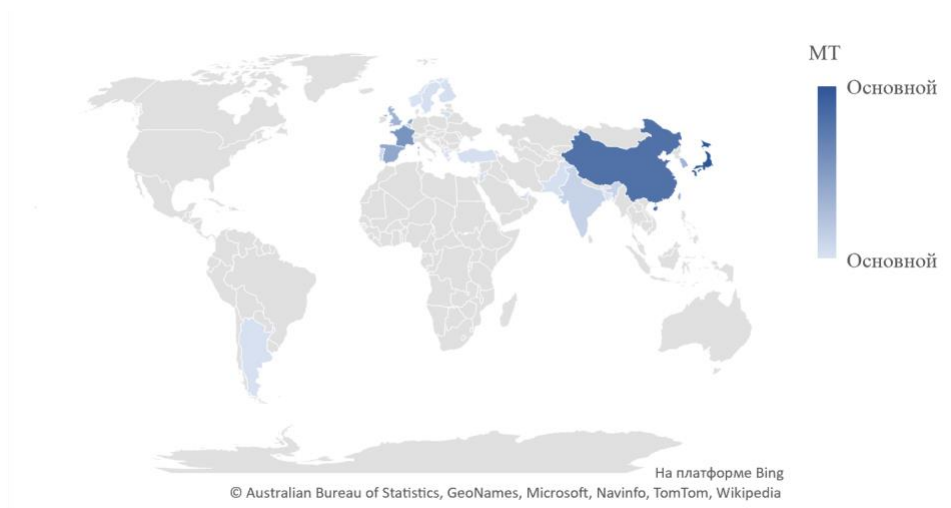 МТ
Основной
Основной
На платформе Bing
© Australian Bureau of Statistics, GeoNames, Microsoft, Navinfo, TomTom, Wikipedia